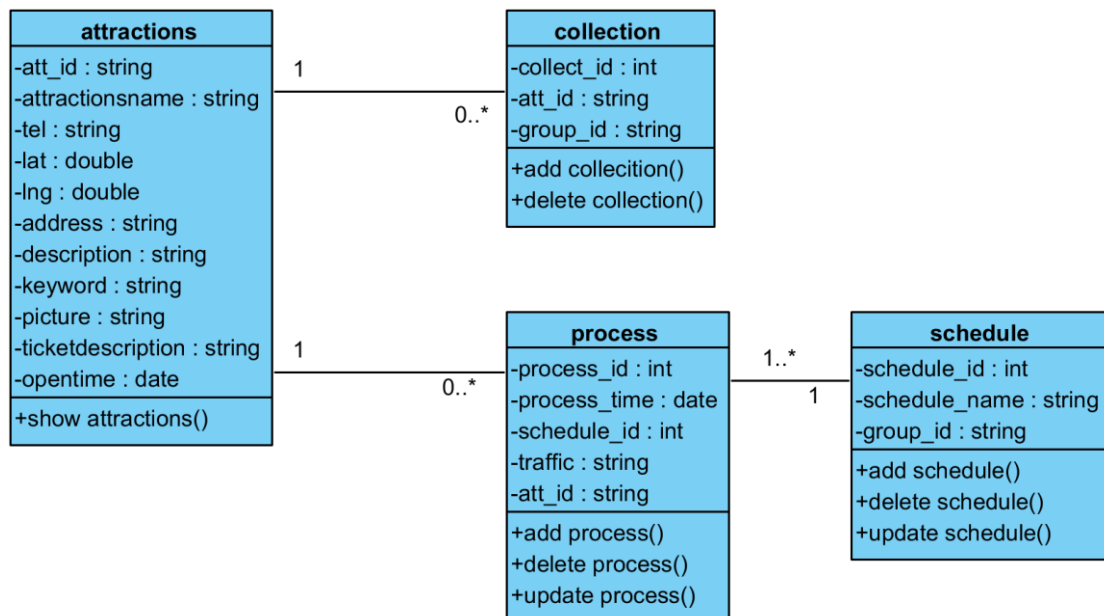 attractions
-att_id : string
-attractionsname : string
-tel : string
-lat : double
-lng : double
-address : string
-description : string
-keyword : string
-picture : string
-ticketdescription : string
-opentime : date
+show attractions()
1
0..*
collection
-collect_id : int
-att_id : string
-group_id : string
+add collecition()
+delete collection()
1
0..*
process
-process_id : int
-process_time : date
-schedule_id : int
-traffic : string
-att_id : string
+add process()
+delete process()
+update process()
1..*
1
schedule
-schedule_id : int
-schedule_name : string
-group_id : string
+add schedule()
+delete schedule()
+update schedule()